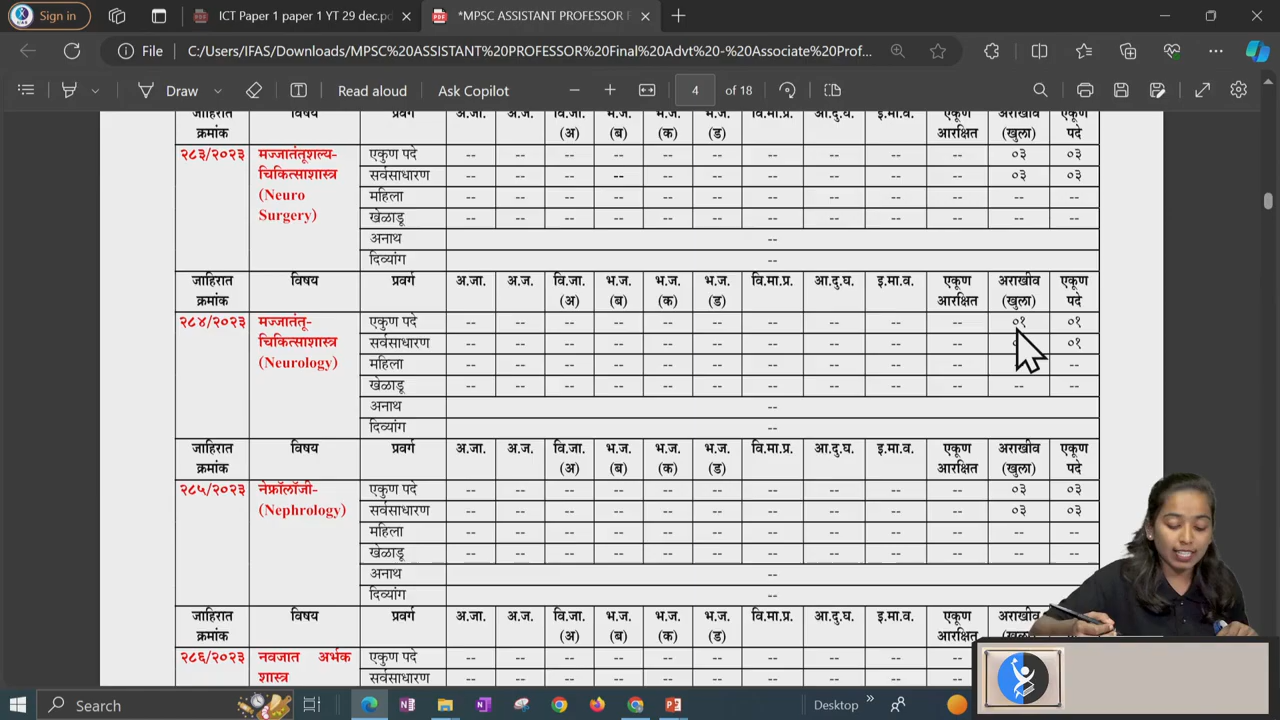 Sign in
ICT Paper 1 paper 1 YT 29 dec.pd
*MPSC ASSISTANT PROFESSOR F
File C:/Users/IFAS/Downloads/MPSC%20ASSISTANT%20PROFESSOR%20Final%20Advt%20-%20Associate%20Prof...
Draw Read aloud Ask Copilot 4 of 18
जाहिरात विषय प्रवर्ग अ.जा. अ.ज. वि.जा. भ.ज. भ.ज. भ.ज. वि.मा.प्र. आ.दु.घ. इ.मा.व. एकूण अराखीव एकूण
क्रमांक (अ) (ब) (क) (ड) आरक्षित (खुला) पदे
२८३/२०२३ मज्जातंतूशल्य- एकुण पदे -- -- -- -- -- -- -- -- -- -- ०३ ०३
चिकित्साशास्त्र सर्वसाधारण -- -- -- -- -- -- -- -- -- -- ०३ ०३
(Neuro महिला -- -- -- -- -- -- -- -- -- -- -- --
Surgery) खेळाडू -- -- -- -- -- -- -- -- -- -- -- --
अनाथ --
दिव्यांग --
जाहिरात विषय प्रवर्ग अ.जा. अ.ज. वि.जा. भ.ज. भ.ज. भ.ज. वि.मा.प्र. आ.दु.घ. इ.मा.व. एकूण अराखीव एकूण
क्रमांक (अ) (ब) (क) (ड) आरक्षित (खुला) पदे
२८४/२०२३ मज्जातंतू- एकुण पदे -- -- -- -- -- -- -- -- -- -- ०१ ०१
चिकित्साशास्त्र सर्वसाधारण -- -- -- -- -- -- -- -- -- -- ०१
(Neurology) महिला -- -- -- -- -- -- -- -- -- -- -- --
खेळाडू -- -- -- -- -- -- -- -- -- -- -- --
अनाथ --
दिव्यांग --
जाहिरात विषय प्रवर्ग अ.जा. अ.ज. वि.जा. भ.ज. भ.ज. भ.ज. वि.मा.प्र. आ.दु.घ. इ.मा.व. एकूण अराखीव एकूण
क्रमांक (अ) (ब) (क) (ड) आरक्षित (खुला) पदे
२८५/२०२३ नेफ्रॉलॉजी- एकुण पदे -- -- -- -- -- -- -- -- -- -- ०३ ०३
(Nephrology) सर्वसाधारण -- -- -- -- -- -- -- -- -- -- ०३ ०३
महिला -- -- -- -- -- -- -- -- -- -- -- --
खेळाडू -- -- -- -- -- -- -- -- -- -- -- --
अनाथ --
दिव्यांग --
जाहिरात विषय प्रवर्ग अ.जा. अ.ज. वि.जा. भ.ज. भ.ज. भ.ज. वि.मा.प्र. आ.दु.घ. इ.मा.व. एकूण अराखीव एकूण
क्रमांक (अ) (ब) (क) (ड) आरक्षित
२८६/२०२३ नवजात अर्भक एकुण पदे -- -- -- -- -- -- -- -- -- --
शास्त्र सर्वसाधारण -- -- -- -- -- -- -- -- -- --
Search Desktop